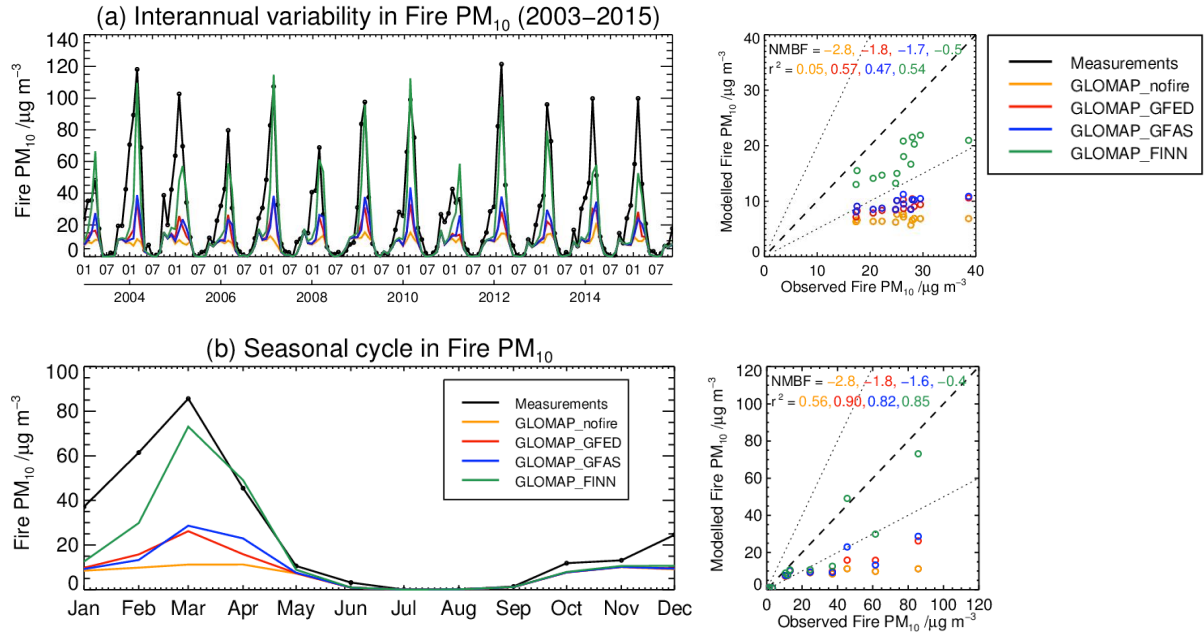 (a) Interannual variability in Fire PM₁₀ (2003−2015)
Fire PM₁₀ /µg m⁻³
140
120
100
80
60
40
20
0
01 07 01 07 01 07 01 07 01 07 01 07 01 07 01 07 01 07 01 07 01 07 01 07 01 07
2004 2006 2008 2010 2012 2014
NMBF = −2.8, −1.8, −1.7, −0.5
r² = 0.05, 0.57, 0.47, 0.54
Modelled Fire PM₁₀ /µg m⁻³
40
30
20
10
0
0 10 20 30 40
Observed Fire PM₁₀ /µg m⁻³
Measurements
GLOMAP_nofire
GLOMAP_GFED
GLOMAP_GFAS
GLOMAP_FINN
(b) Seasonal cycle in Fire PM₁₀
Fire PM₁₀ /µg m⁻³
100
80
60
40
20
0
Jan Feb Mar Apr May Jun Jul Aug Sep Oct Nov Dec
Measurements
GLOMAP_nofire
GLOMAP_GFED
GLOMAP_GFAS
GLOMAP_FINN
NMBF = −2.8, −1.8, −1.6, −0.4
r² = 0.56, 0.90, 0.82, 0.85
Modelled Fire PM₁₀ /µg m⁻³
120
100
80
60
40
20
0
0 20 40 60 80 100 120
Observed Fire PM₁₀ /µg m⁻³